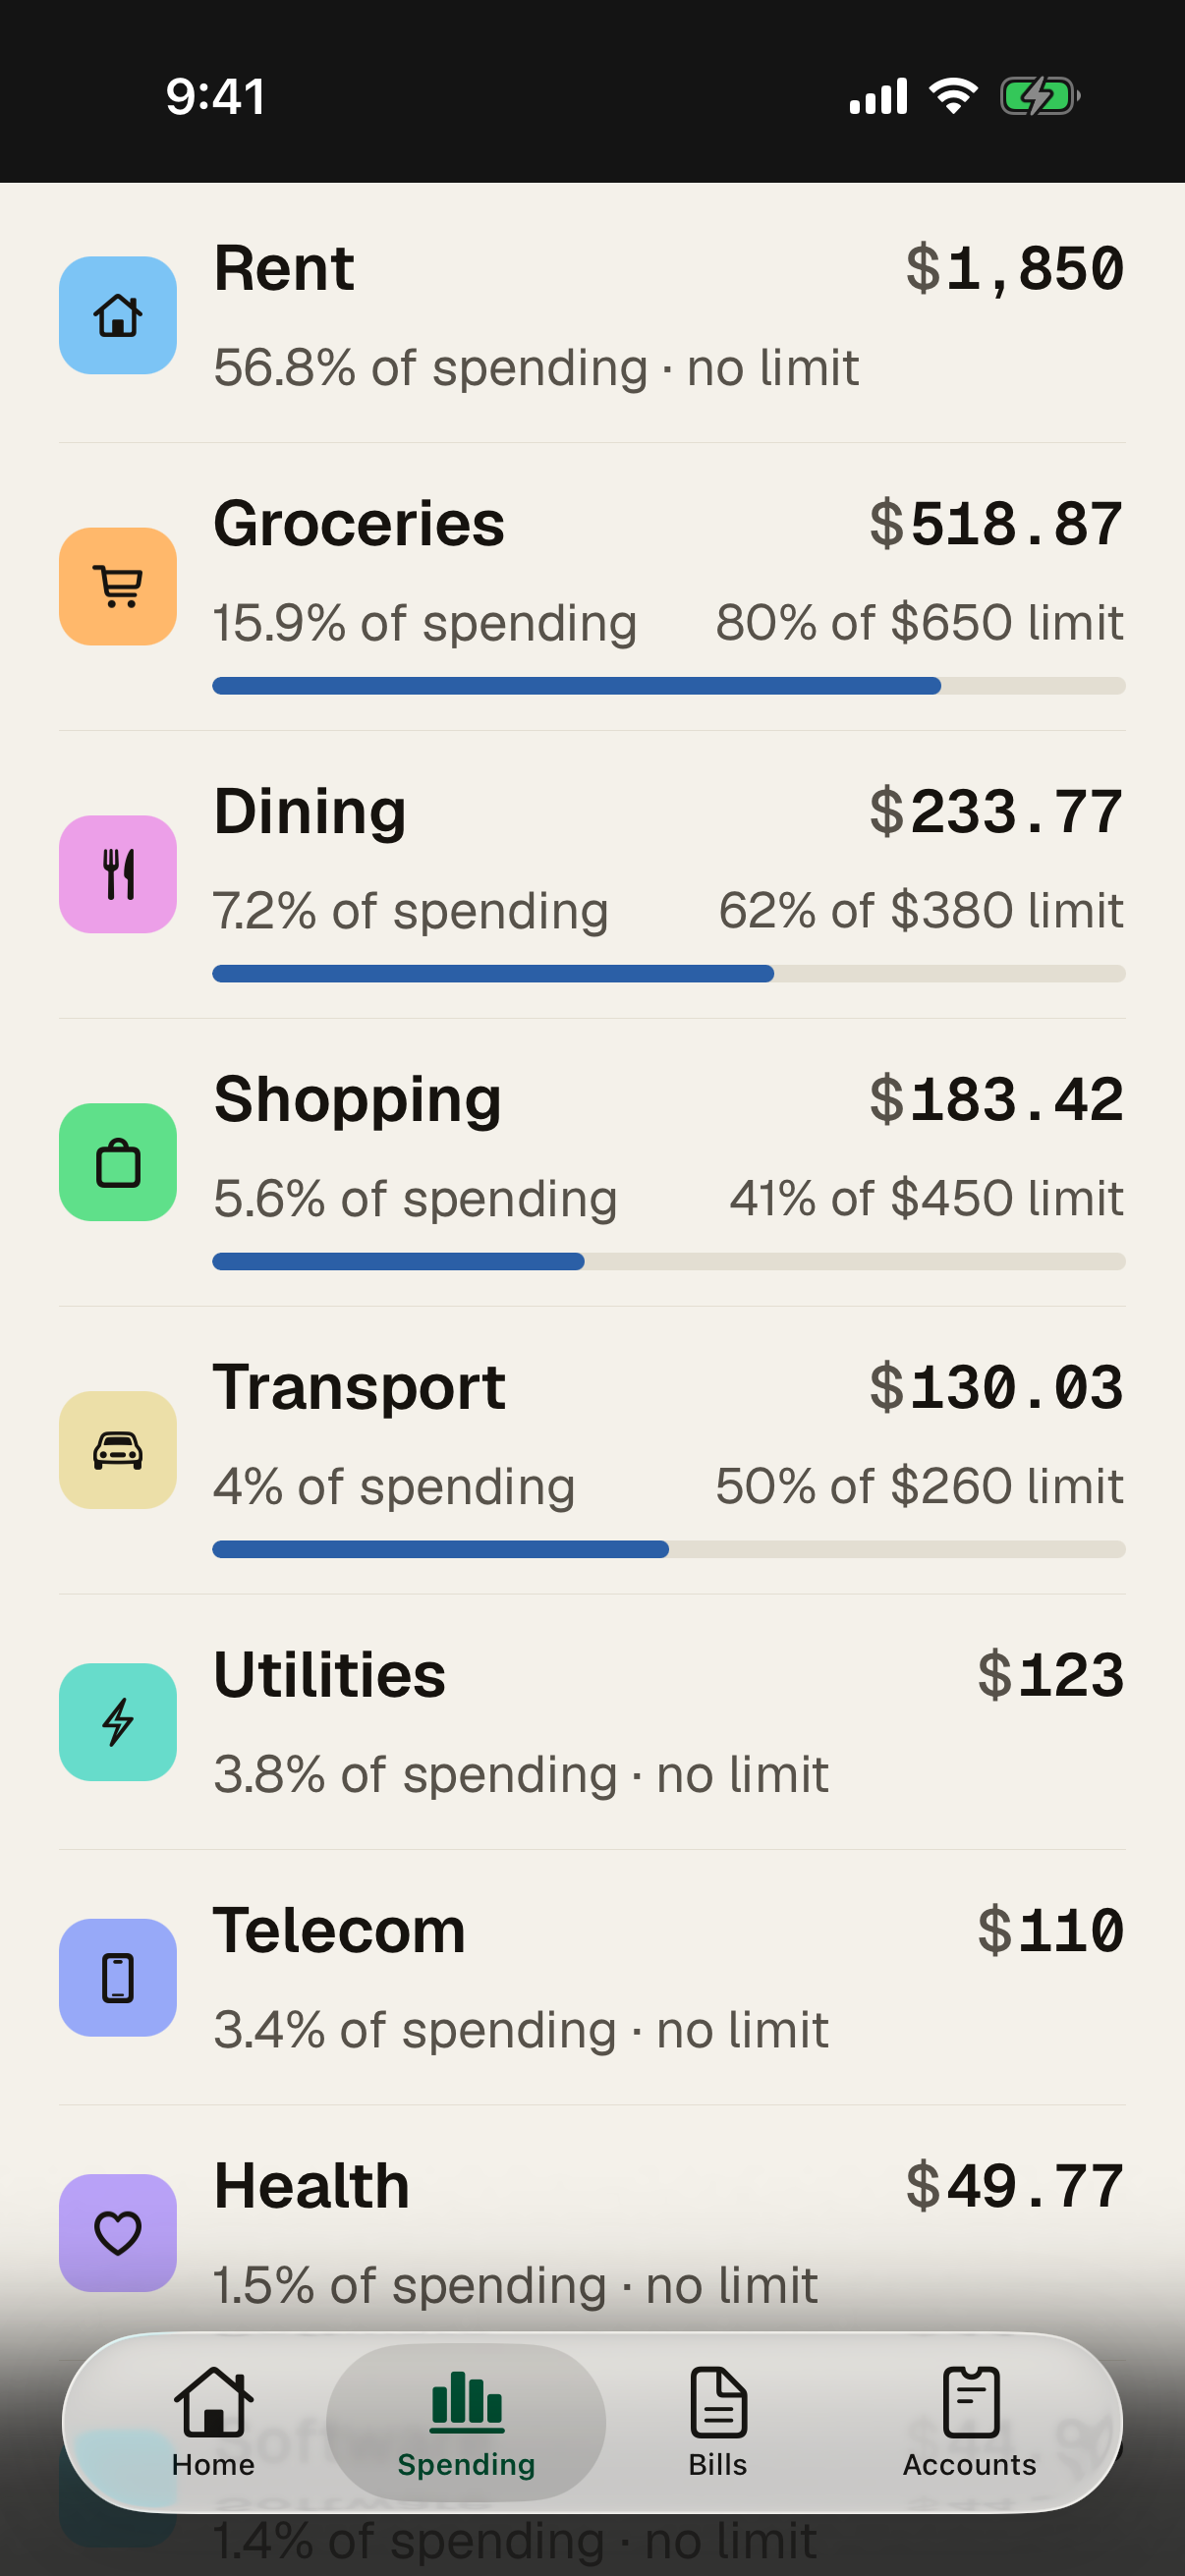 9:41
Rent $1,850
56.8% of spending · no limit
Groceries $518.87
15.9% of spending 80% of $650 limit
Dining $233.77
7.2% of spending 62% of $380 limit
Shopping $183.42
5.6% of spending 41% of $450 limit
Transport $130.03
4% of spending 50% of $260 limit
Utilities $123
3.8% of spending · no limit
Telecom $110
3.4% of spending · no limit
Health $49.77
1.5% of spending · no limit
Home Spending Bills Accounts
1.4% of spending · no limit